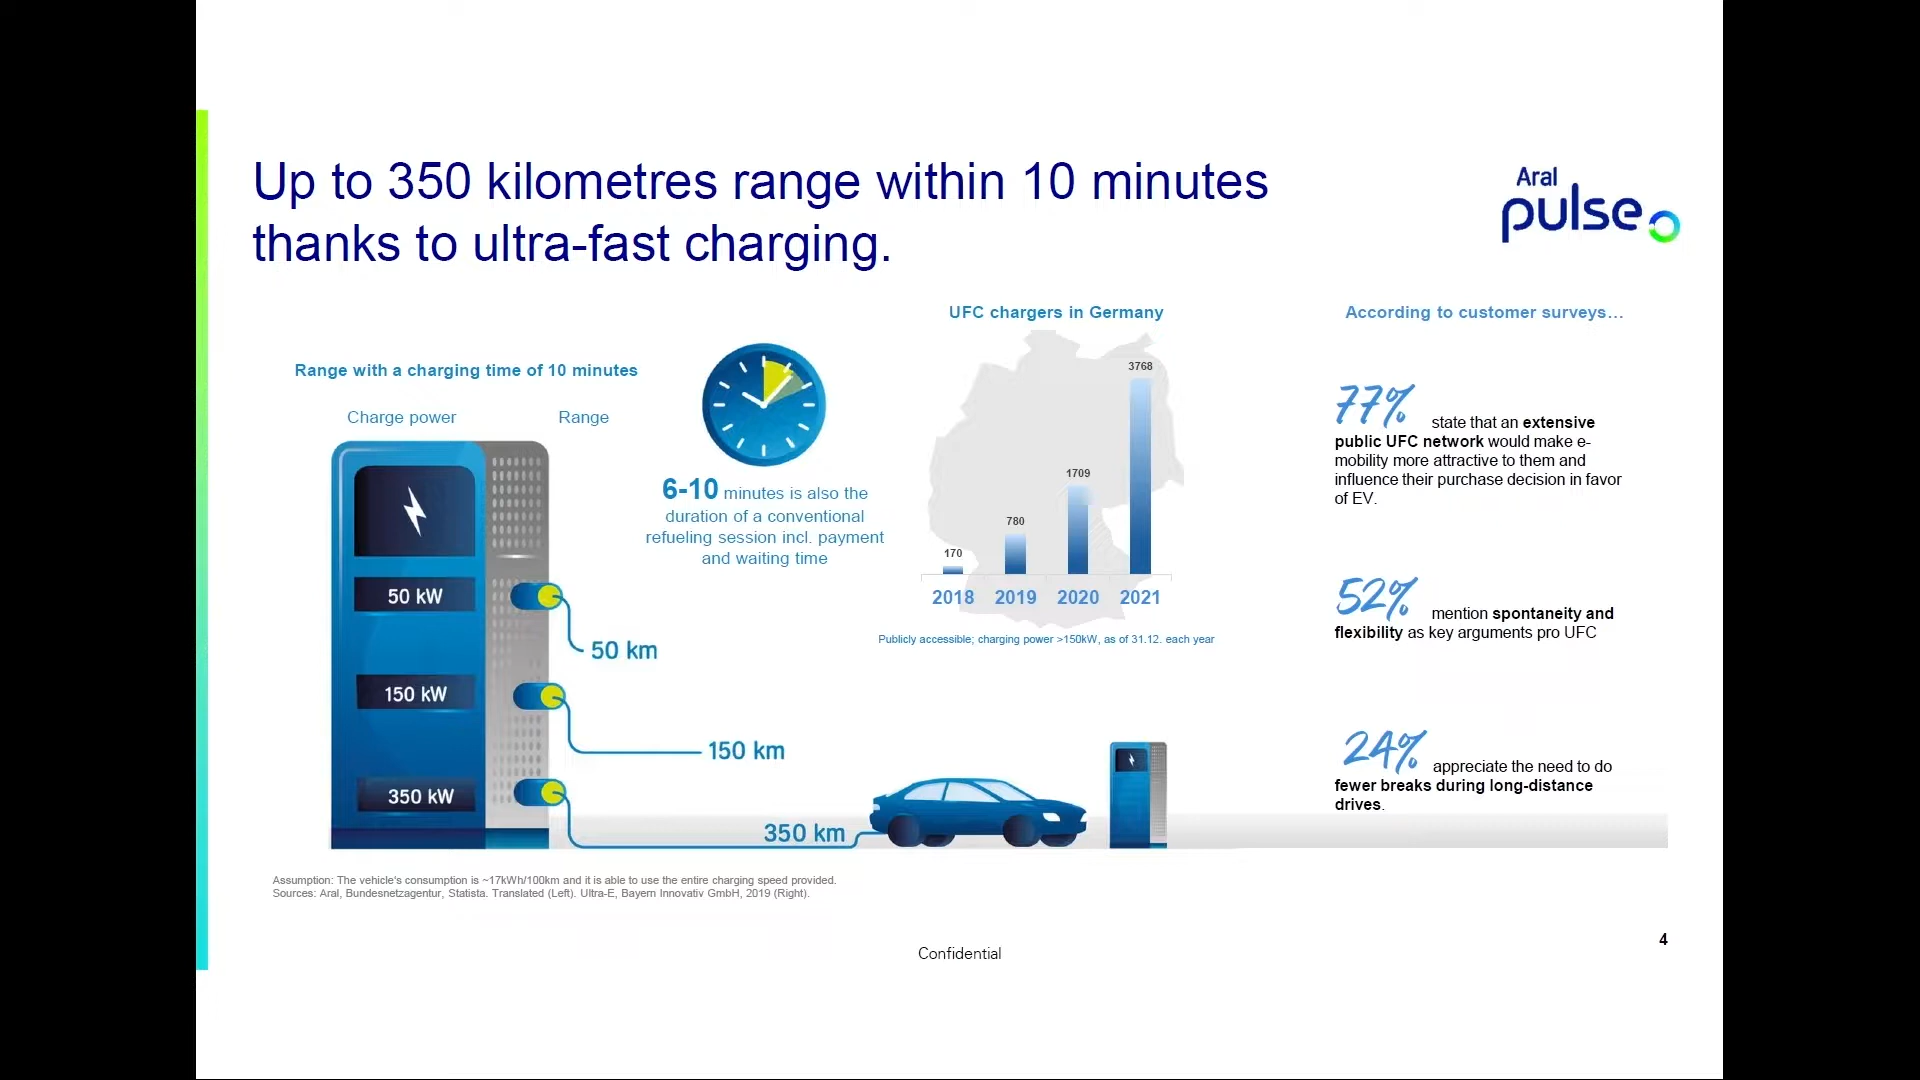 Up to 350 kilometres range within 10 minutes
thanks to ultra-fast charging.
Aral
pulse
Range with a charging time of 10 minutes
Charge power
Range
50 kW
50 km
150 kW
150 km
350 kW
350 km
6-10 minutes is also the
duration of a conventional
refueling session incl. payment
and waiting time
UFC chargers in Germany
170
780
1709
3768
2018
2019
2020
2021
Publicly accessible; charging power >150kW, as of 31.12. each year
According to customer surveys…
77% state that an extensive
public UFC network would make e-
mobility more attractive to them and
influence their purchase decision in favor
of EV.
52% mention spontaneity and
flexibility as key arguments pro UFC
24% appreciate the need to do
fewer breaks during long-distance
drives.
Assumption: The vehicle's consumption is ~17kWh/100km and it is able to use the entire charging speed provided.
Sources: Aral, Bundesnetzagentur, Statista. Translated (Left). Ultra-E, Bayern Innovativ GmbH, 2019 (Right).
Confidential
4